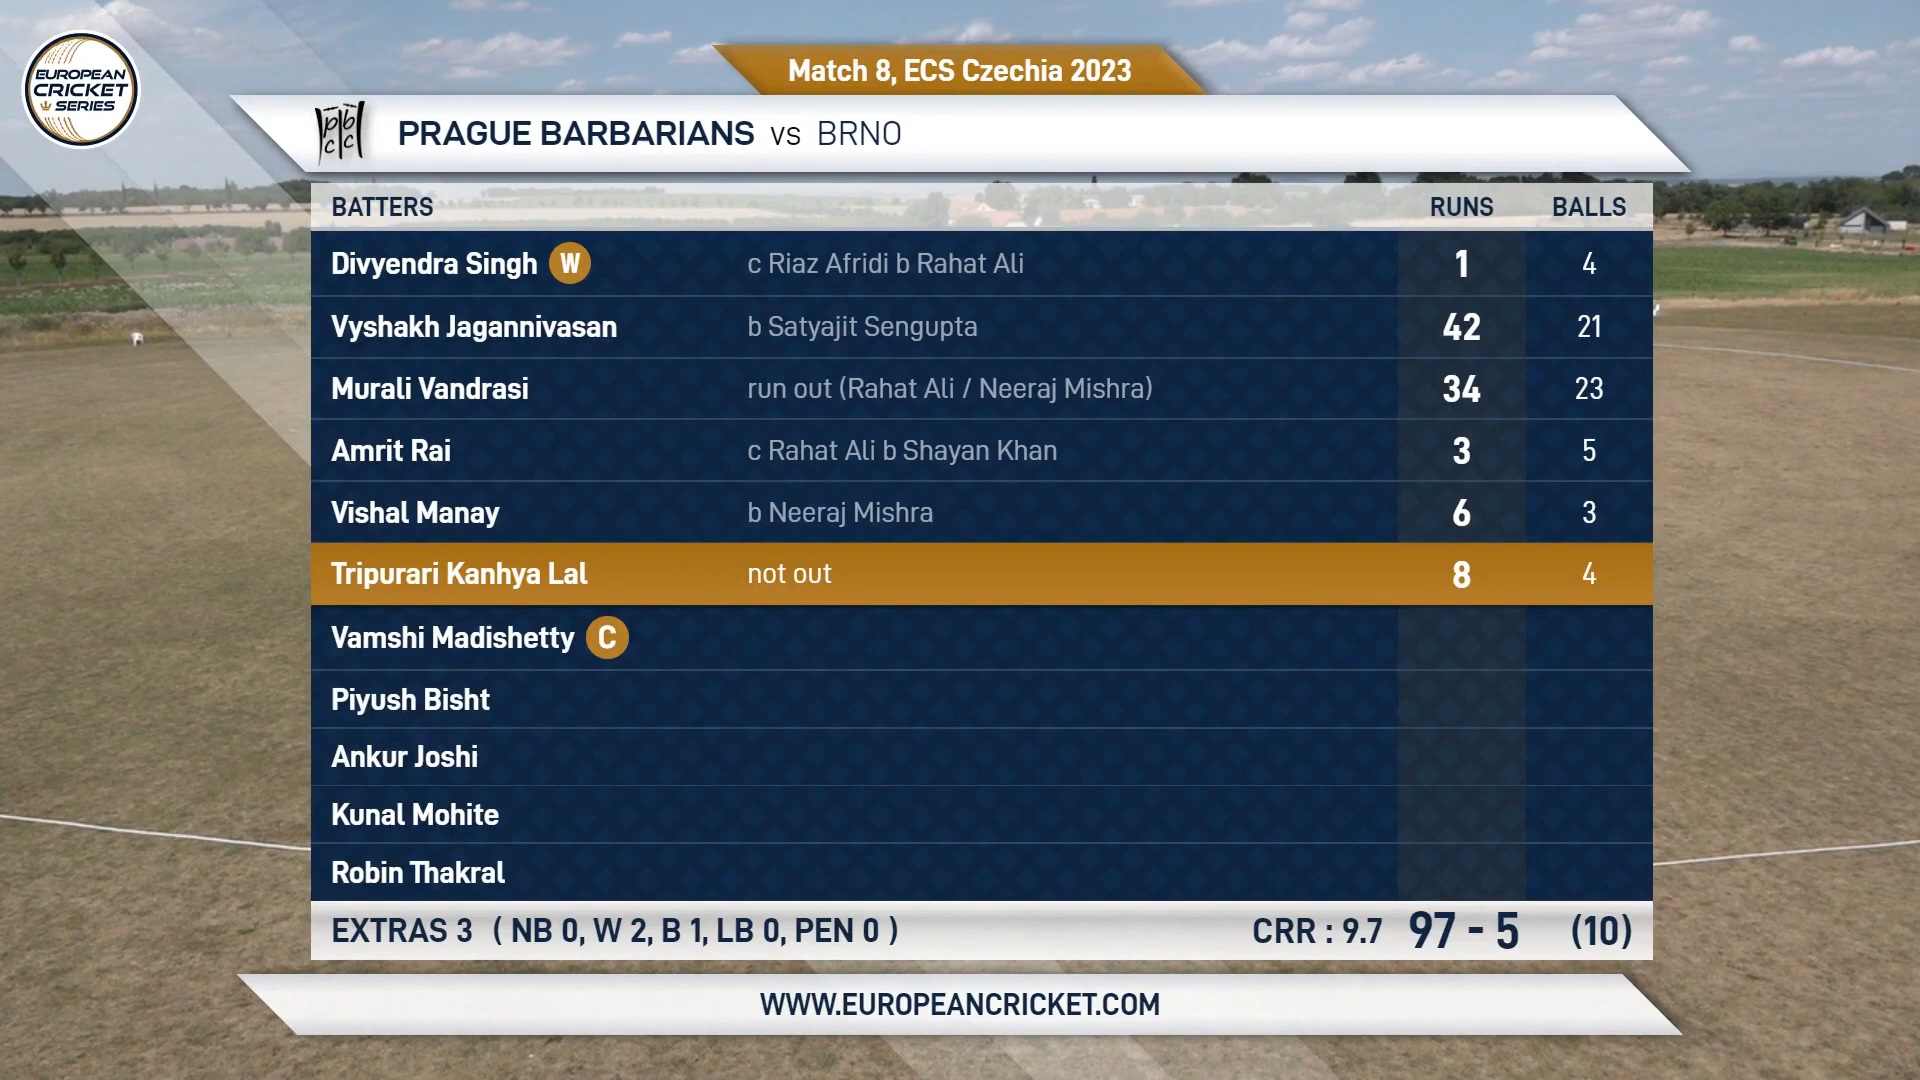 EUROPEAN
CRICKET
SERIES
Match 8, ECS Czechia 2023
pb
cc
PRAGUE BARBARIANS vs BRNO
BATTERS RUNS BALLS
Divyendra Singh W c Riaz Afridi b Rahat Ali 1 4
Vyshakh Jagannivasan b Satyajit Sengupta 42 21
Murali Vandrasi run out (Rahat Ali / Neeraj Mishra) 34 23
Amrit Rai c Rahat Ali b Shayan Khan 3 5
Vishal Manay b Neeraj Mishra 6 3
Tripurari Kanhya Lal not out 8 4
Vamshi Madishetty C
Piyush Bisht
Ankur Joshi
Kunal Mohite
Robin Thakral
EXTRAS 3 ( NB 0, W 2, B 1, LB 0, PEN 0 ) CRR : 9.7 97 - 5 (10)
WWW.EUROPEANCRICKET.COM